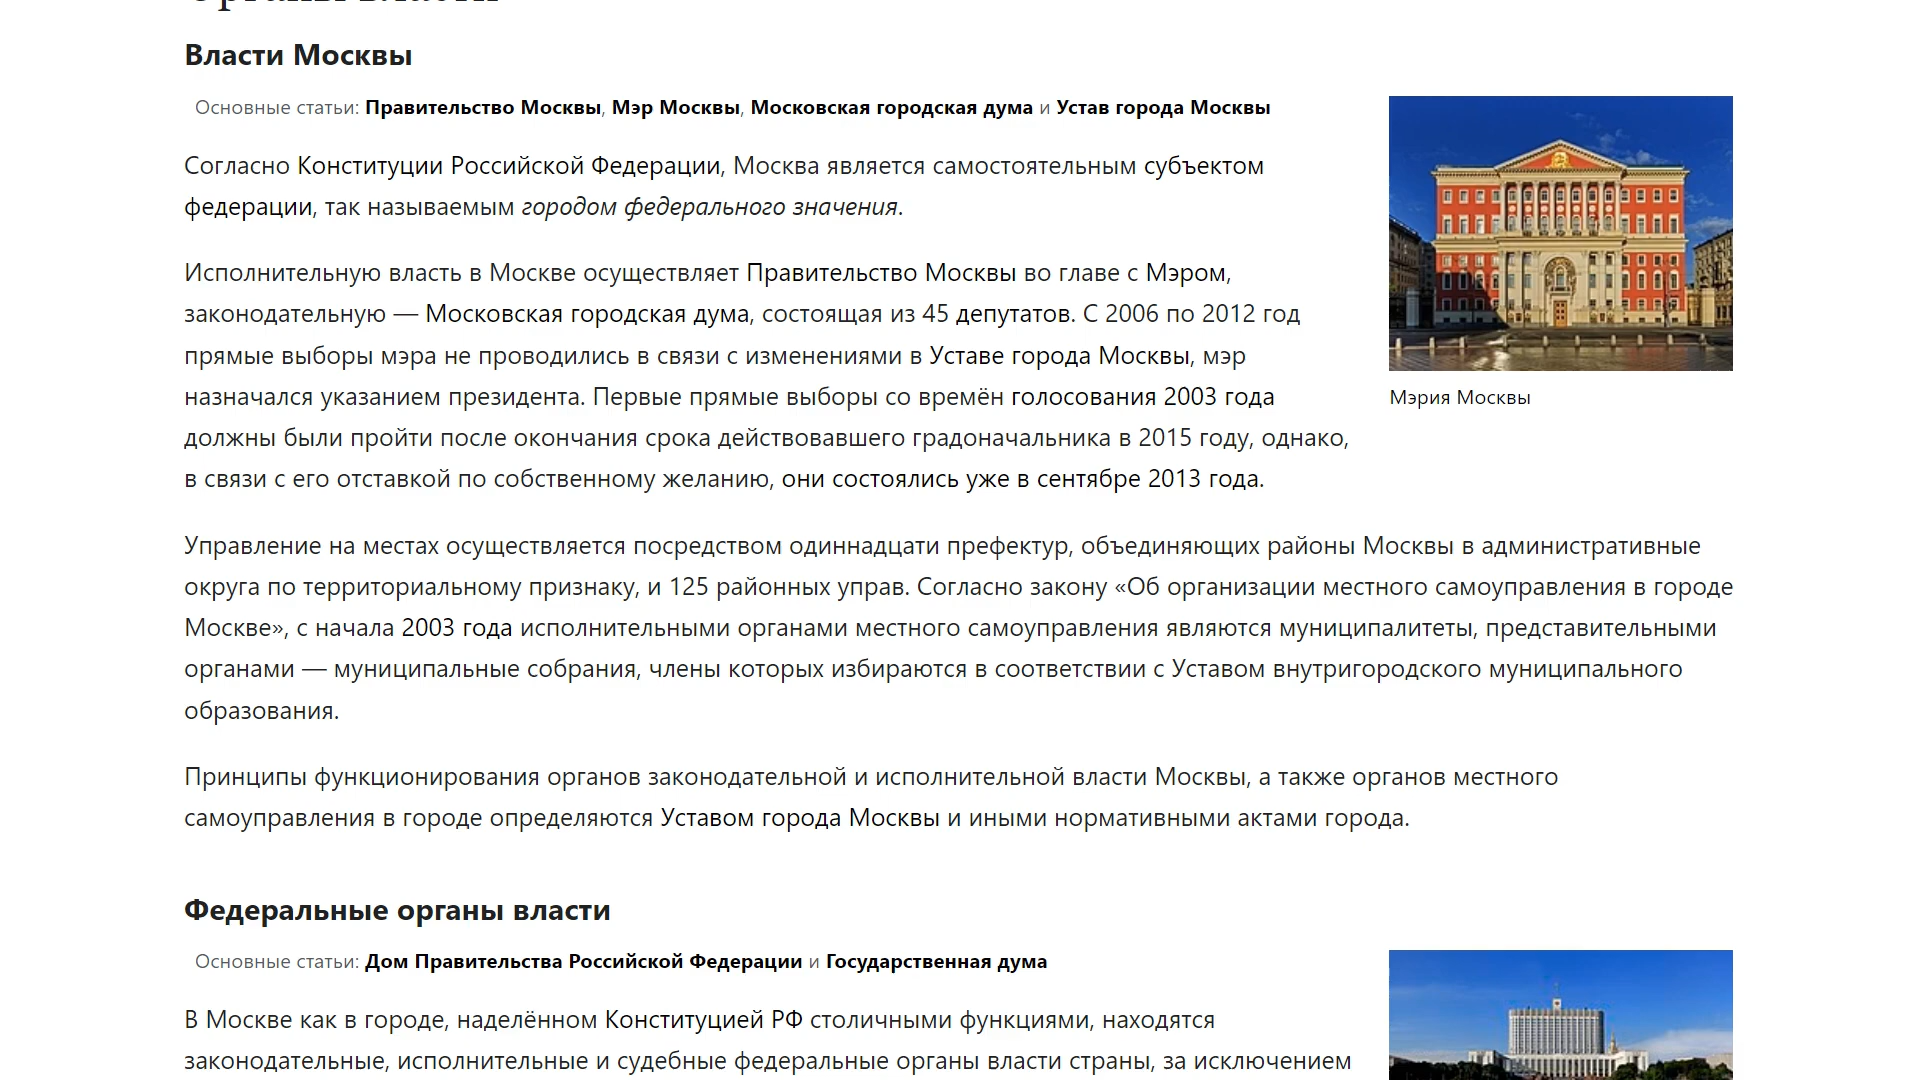 Органы власти
Власти Москвы
Основные статьи: Правительство Москвы, Мэр Москвы, Московская городская дума и Устав города Москвы
Согласно Конституции Российской Федерации, Москва является самостоятельным субъектом
федерации, так называемым городом федерального значения.
Исполнительную власть в Москве осуществляет Правительство Москвы во главе с Мэром,
законодательную — Московская городская дума, состоящая из 45 депутатов. С 2006 по 2012 год
прямые выборы мэра не проводились в связи с изменениями в Уставе города Москвы, мэр
назначался указанием президента. Первые прямые выборы со времён голосования 2003 года
должны были пройти после окончания срока действовавшего градоначальника в 2015 году, однако,
в связи с его отставкой по собственному желанию, они состоялись уже в сентябре 2013 года.
Мэрия Москвы
Управление на местах осуществляется посредством одиннадцати префектур, объединяющих районы Москвы в административные
округа по территориальному признаку, и 125 районных управ. Согласно закону «Об организации местного самоуправления в городе
Москве», с начала 2003 года исполнительными органами местного самоуправления являются муниципалитеты, представительными
органами — муниципальные собрания, члены которых избираются в соответствии с Уставом внутригородского муниципального
образования.
Принципы функционирования органов законодательной и исполнительной власти Москвы, а также органов местного
самоуправления в городе определяются Уставом города Москвы и иными нормативными актами города.
Федеральные органы власти
Основные статьи: Дом Правительства Российской Федерации и Государственная дума
В Москве как в городе, наделённом Конституцией РФ столичными функциями, находятся
законодательные, исполнительные и судебные федеральные органы власти страны, за исключением